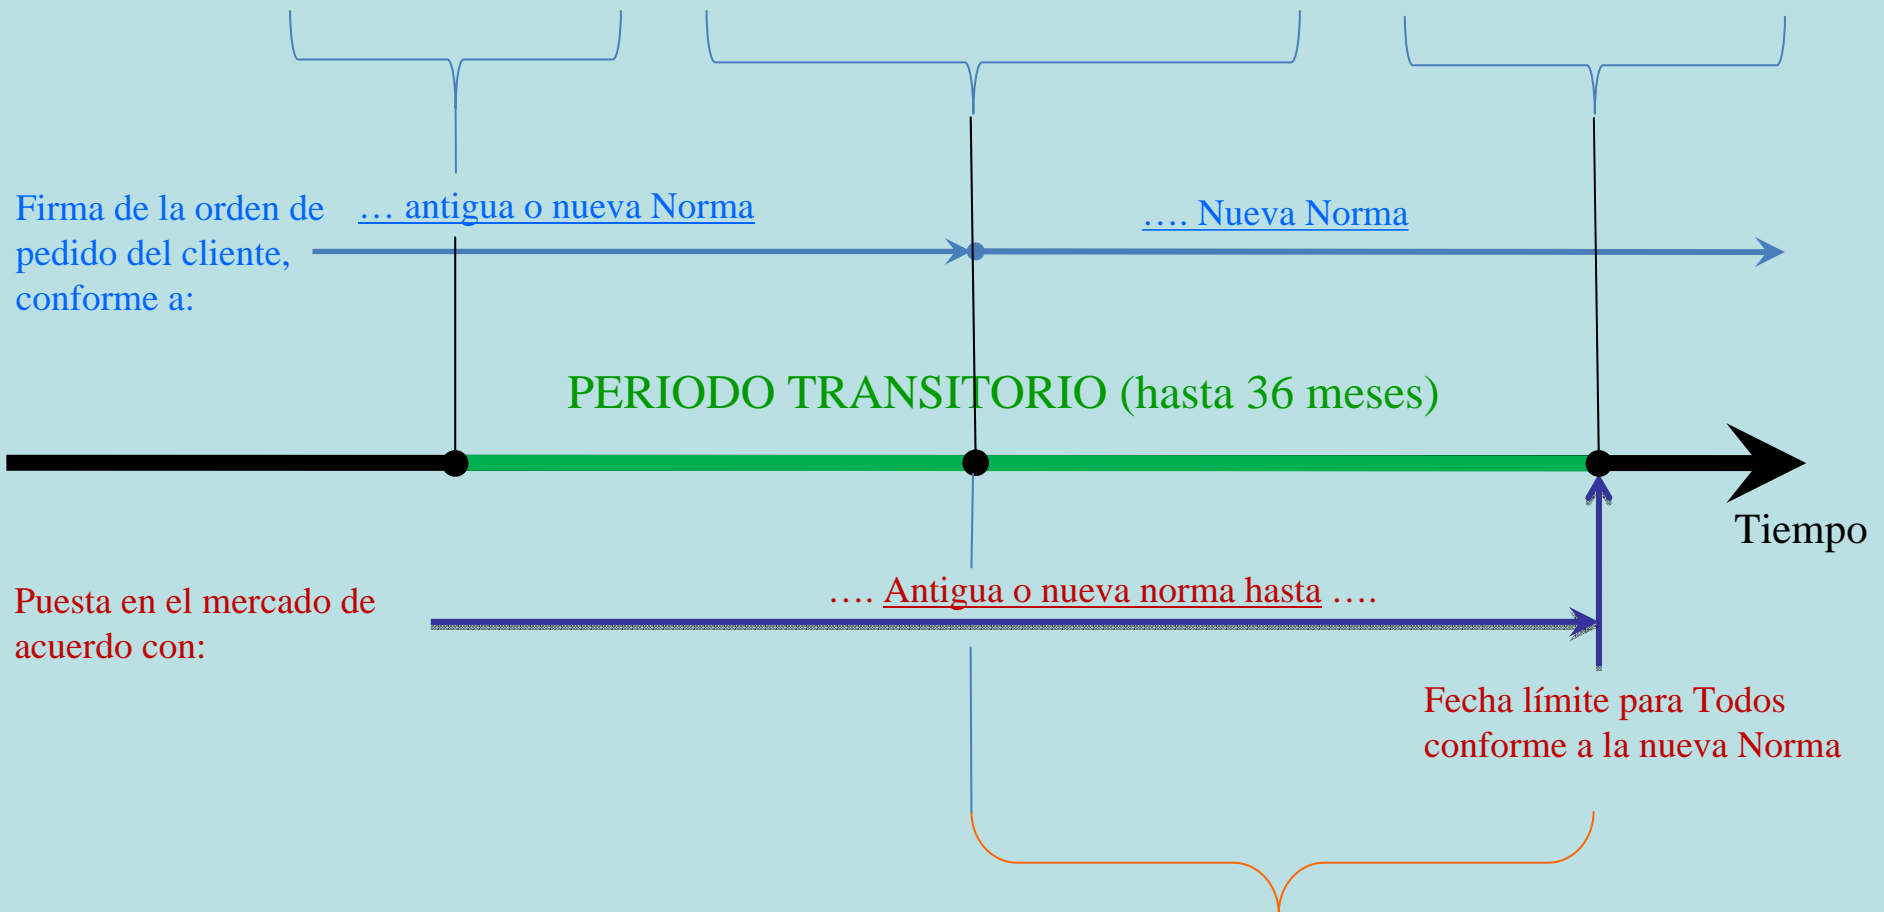 Firma de la orden de
pedido del cliente,
conforme a:
… antigua o nueva Norma
…. Nueva Norma
PERIODO TRANSITORIO (hasta 36 meses)
Tiempo
Puesta en el mercado de
acuerdo con:
…. Antigua o nueva norma hasta ….
Fecha límite para Todos
conforme a la nueva Norma